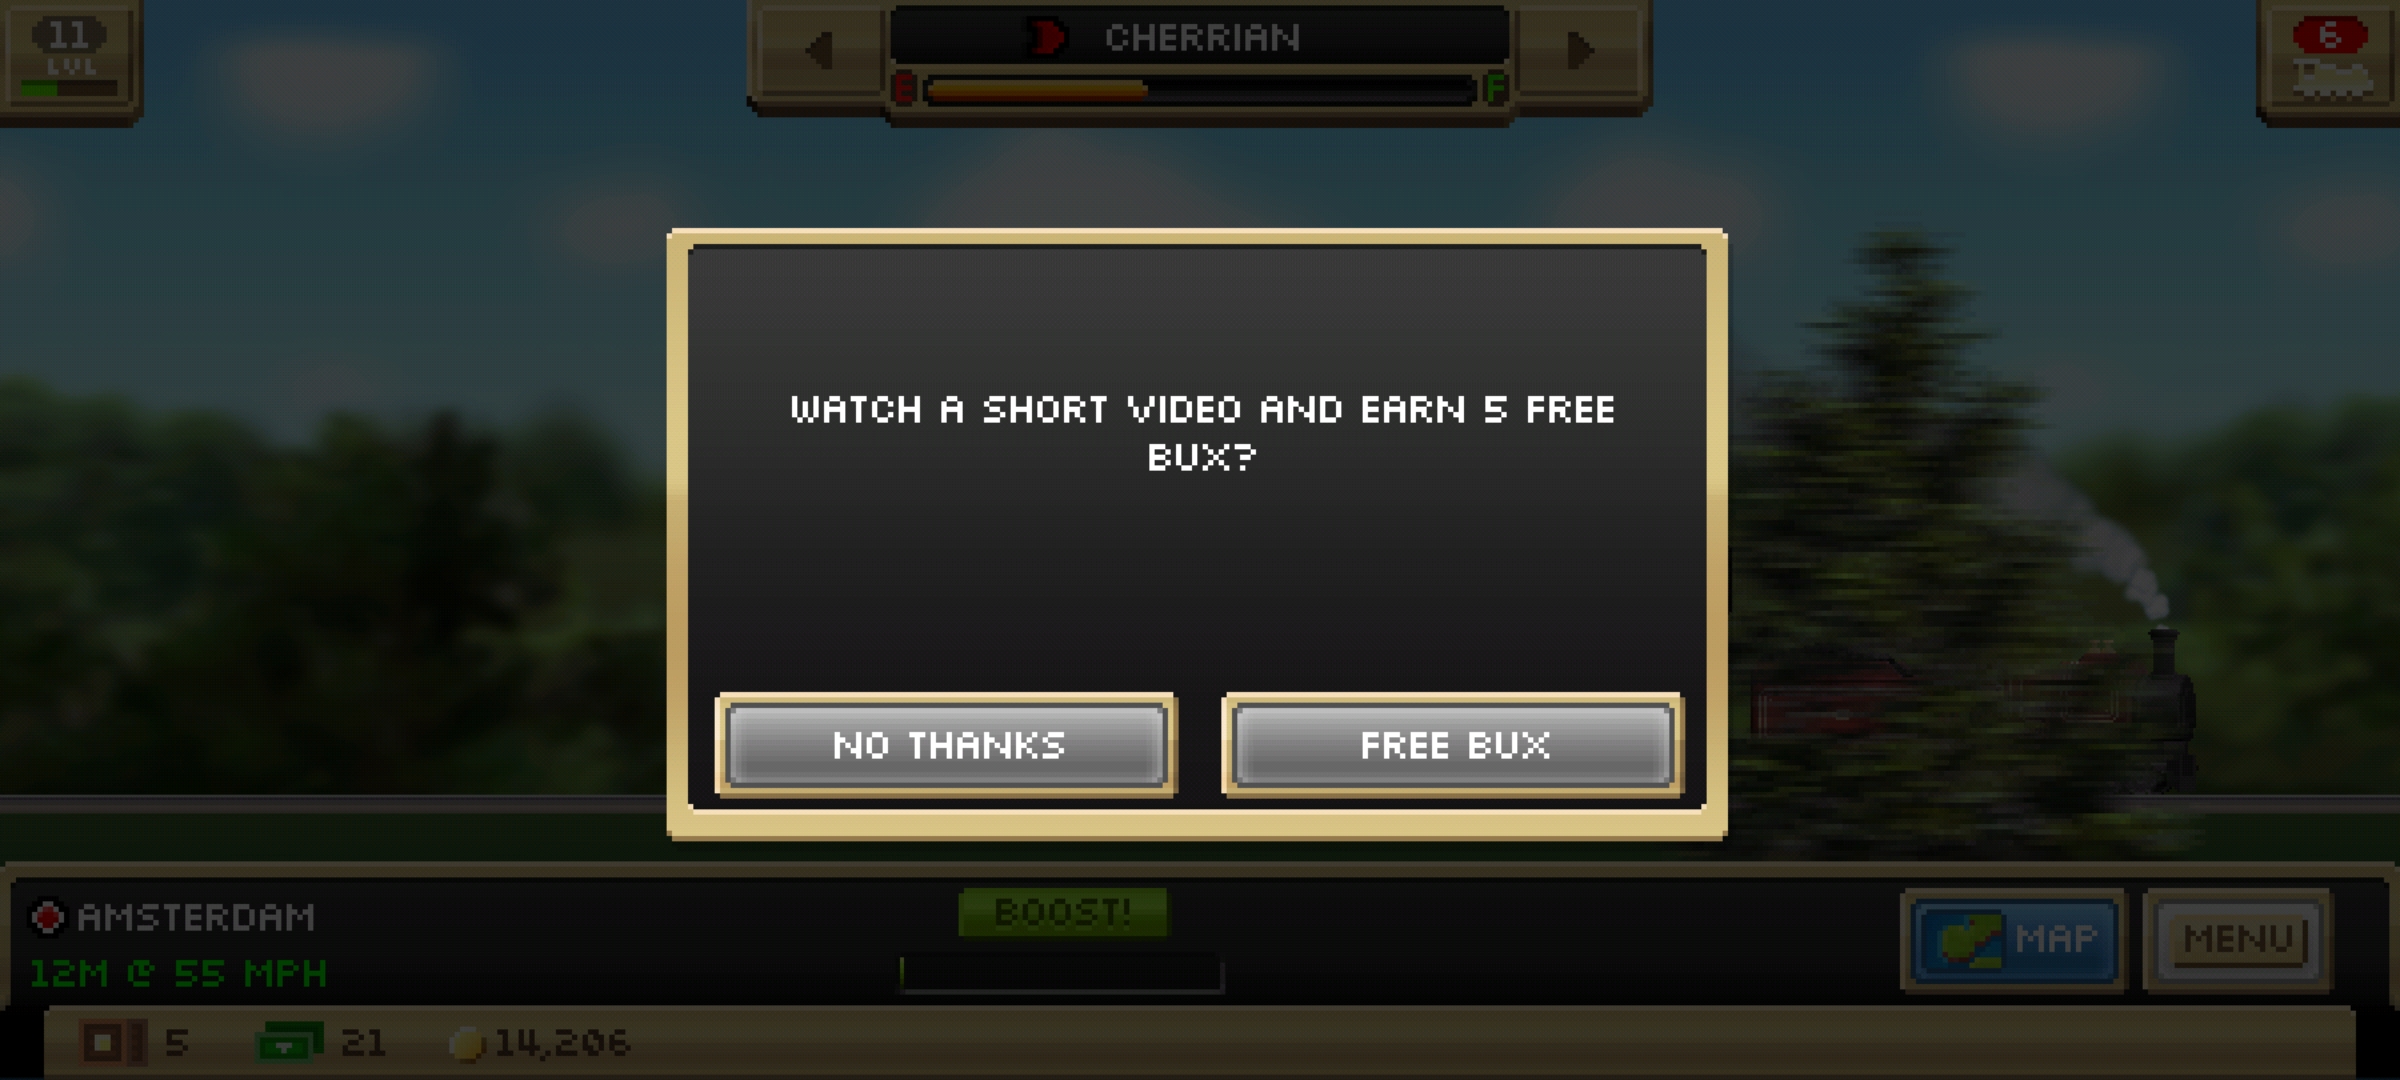 11
LVL
CHERRIAN
E
F
6
WATCH A SHORT VIDEO AND EARN 5 FREE
BUX?
NO THANKS
FREE BUX
AMSTERDAM
12M @ 55 MPH
BOOST!
MAP
MENU
5
21
14,206